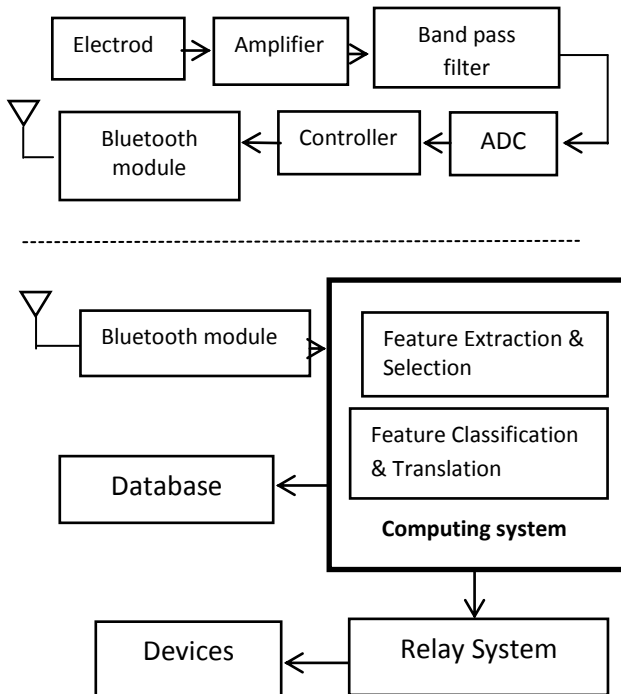 Electrod
Amplifier
Band pass
filter
Bluetooth
module
Controller
ADC
Bluetooth module
Feature Extraction &
Selection
Feature Classification
& Translation
Database
Computing system
Devices
Relay System